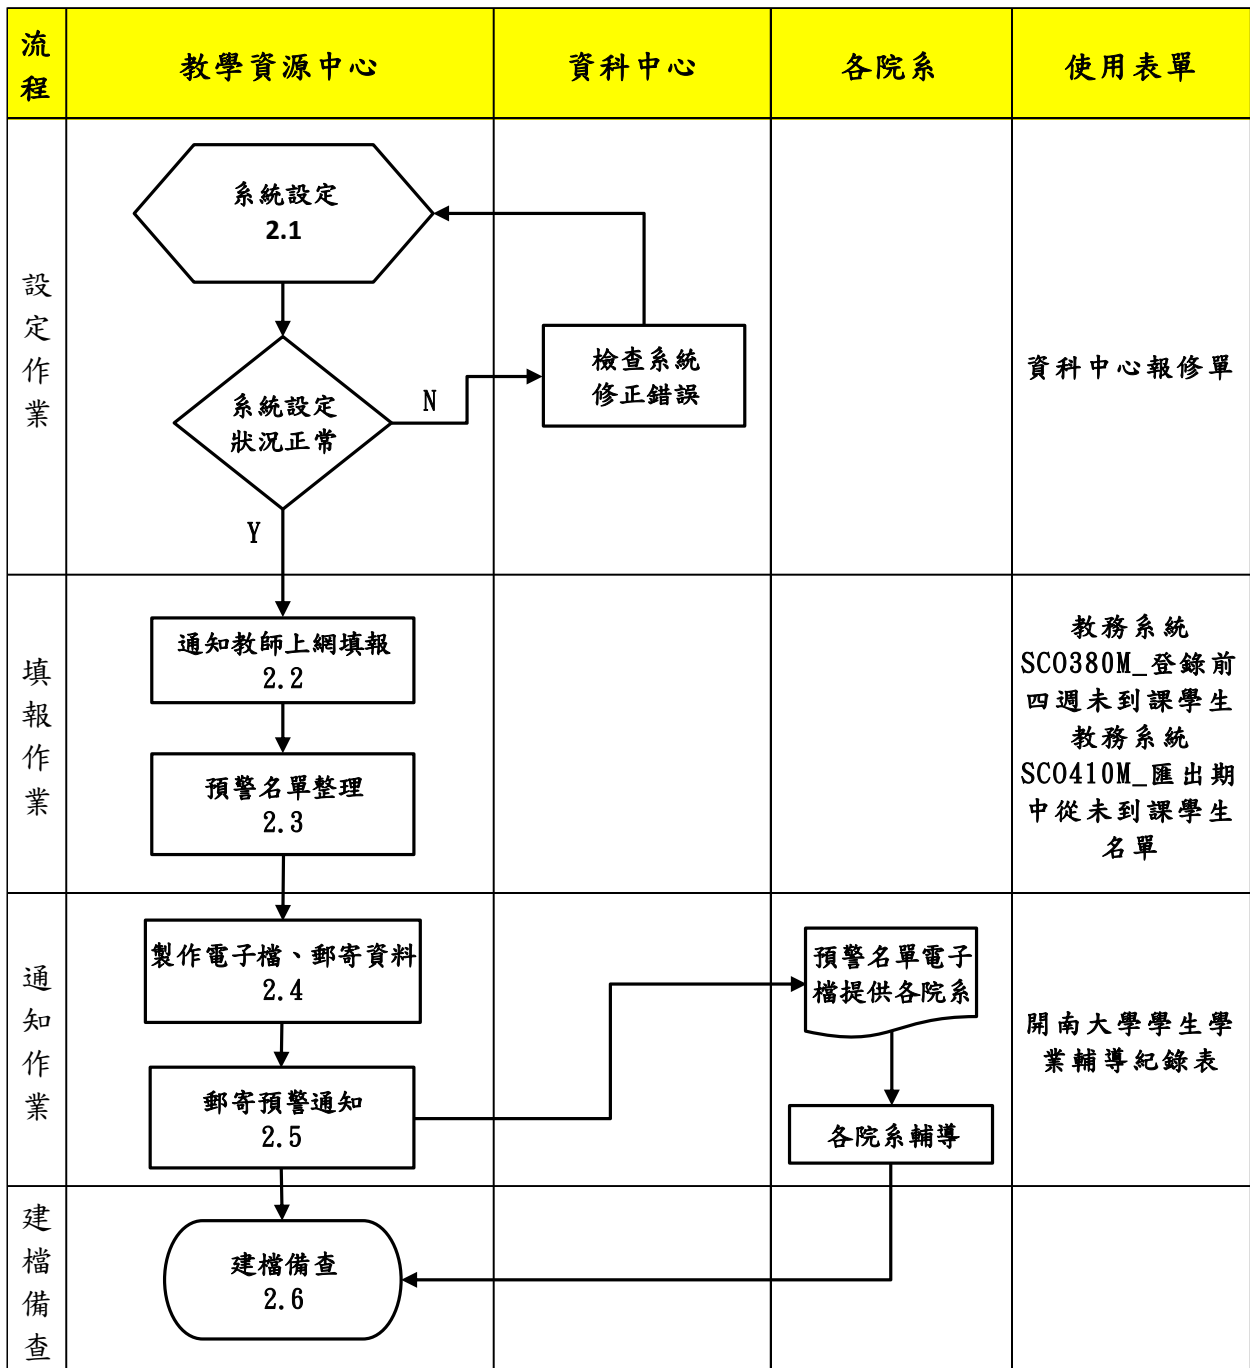 流程
教學資源中心
資科中心
各院系
使用表單
設定作業
系統設定
2.1
系統設定
狀況正常
N
Y
檢查系統
修正錯誤
資科中心報修單
填報作業
通知教師上網填報
2.2
預警名單整理
2.3
教務系統
SCO380M_登錄前
四週未到課學生
教務系統
SCO410M_匯出期
中從未到課學生
名單
通知作業
製作電子檔、郵寄資料
2.4
郵寄預警通知
2.5
預警名單電子
檔提供各院系
各院系輔導
開南大學學生學
業輔導紀錄表
建檔備查
建檔備查
2.6